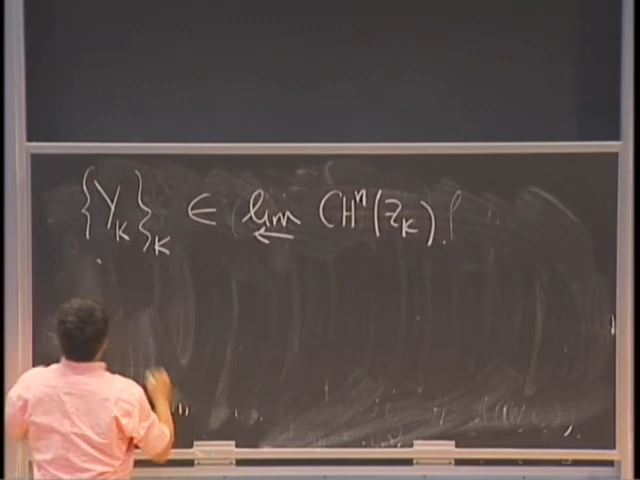 {Y_K}_K ∈ lim← CH^n(Z_K)